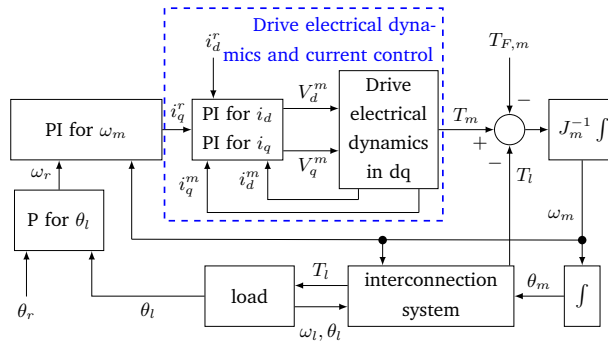 Drive electrical dyna-
mics and current control
i_d^r
T_{F,m}
PI for ω_m
i_q^r
PI for i_d
PI for i_q
V_d^m
V_q^m
Drive
electrical
dynamics
in dq
T_m
−
+
−
J_m^{-1} ∫
ω_r
i_q^m
i_d^m
T_l
P for θ_l
ω_m
θ_r
θ_l
load
T_l
ω_l, θ_l
interconnection
system
θ_m
∫